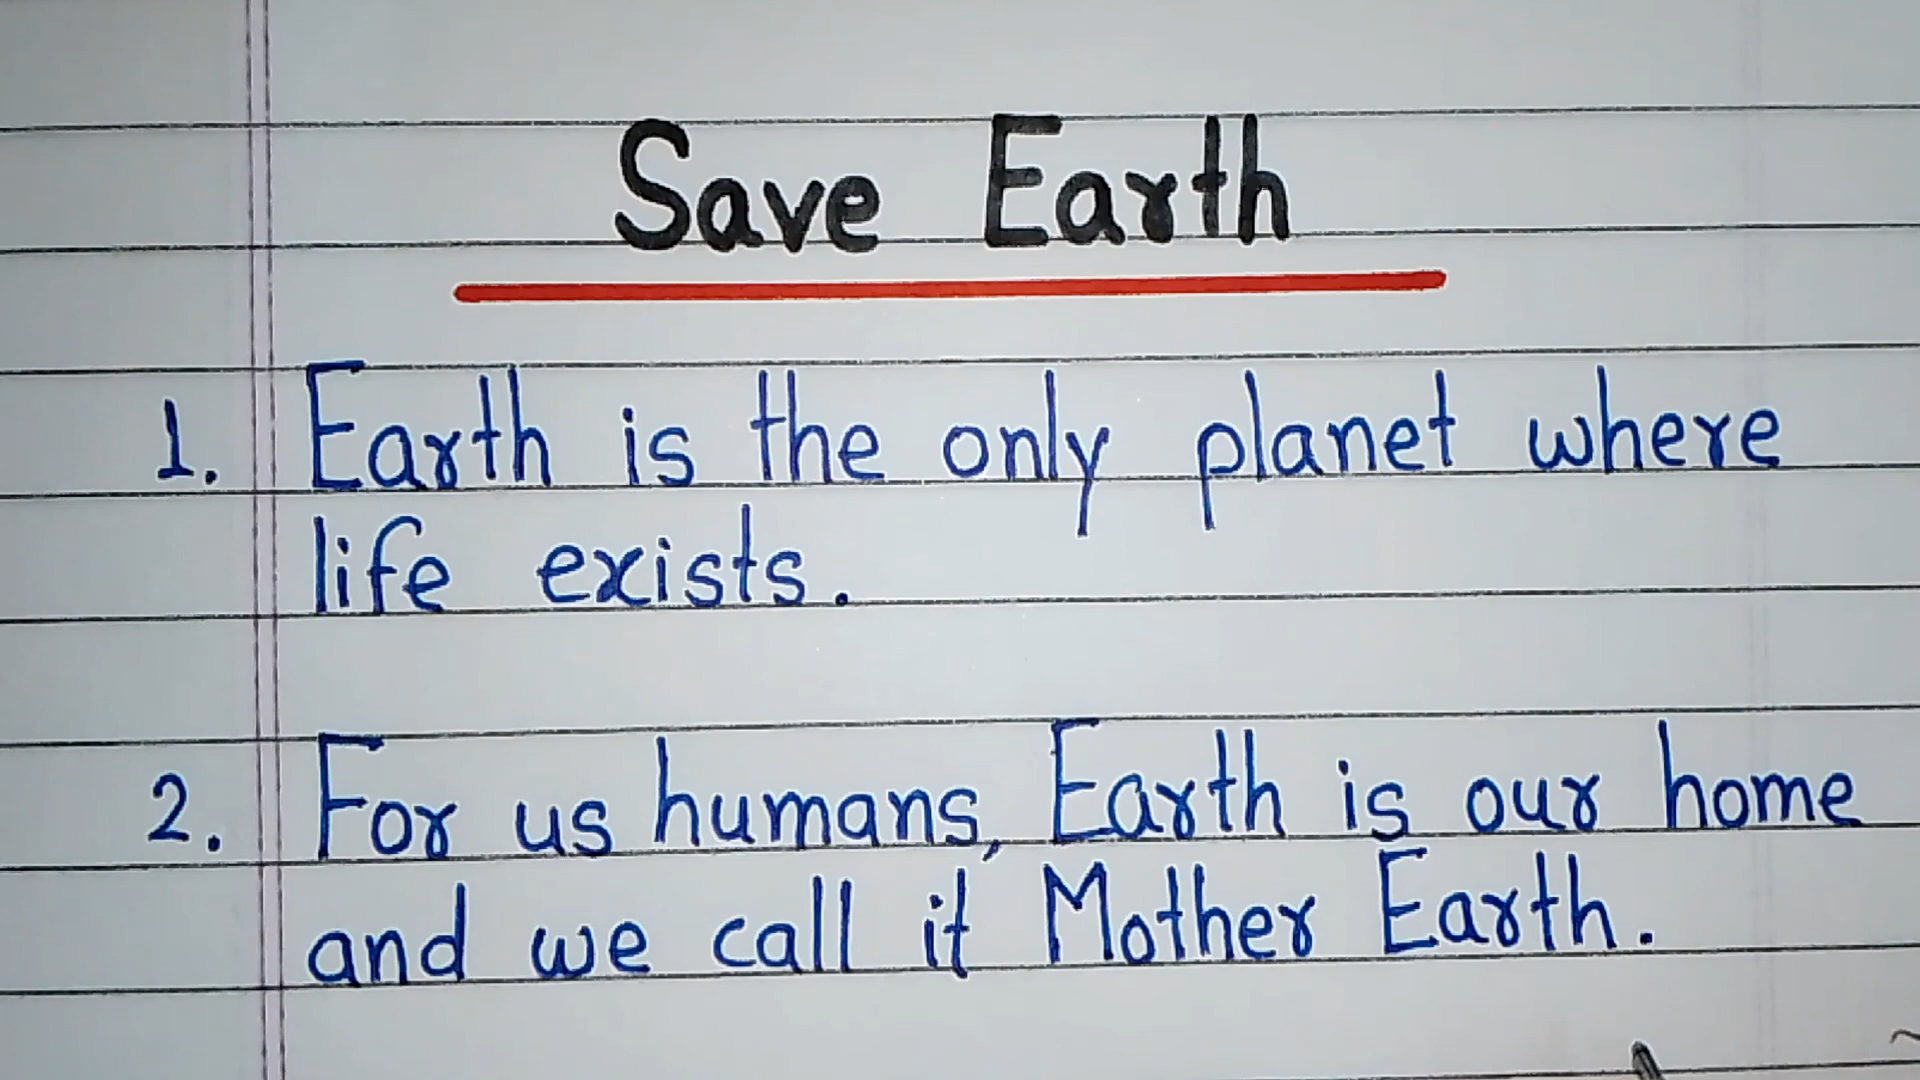 Save Earth
1. Earth is the only planet where
life exists.
2. For us humans, Earth is our home
and we call it Mother Earth.